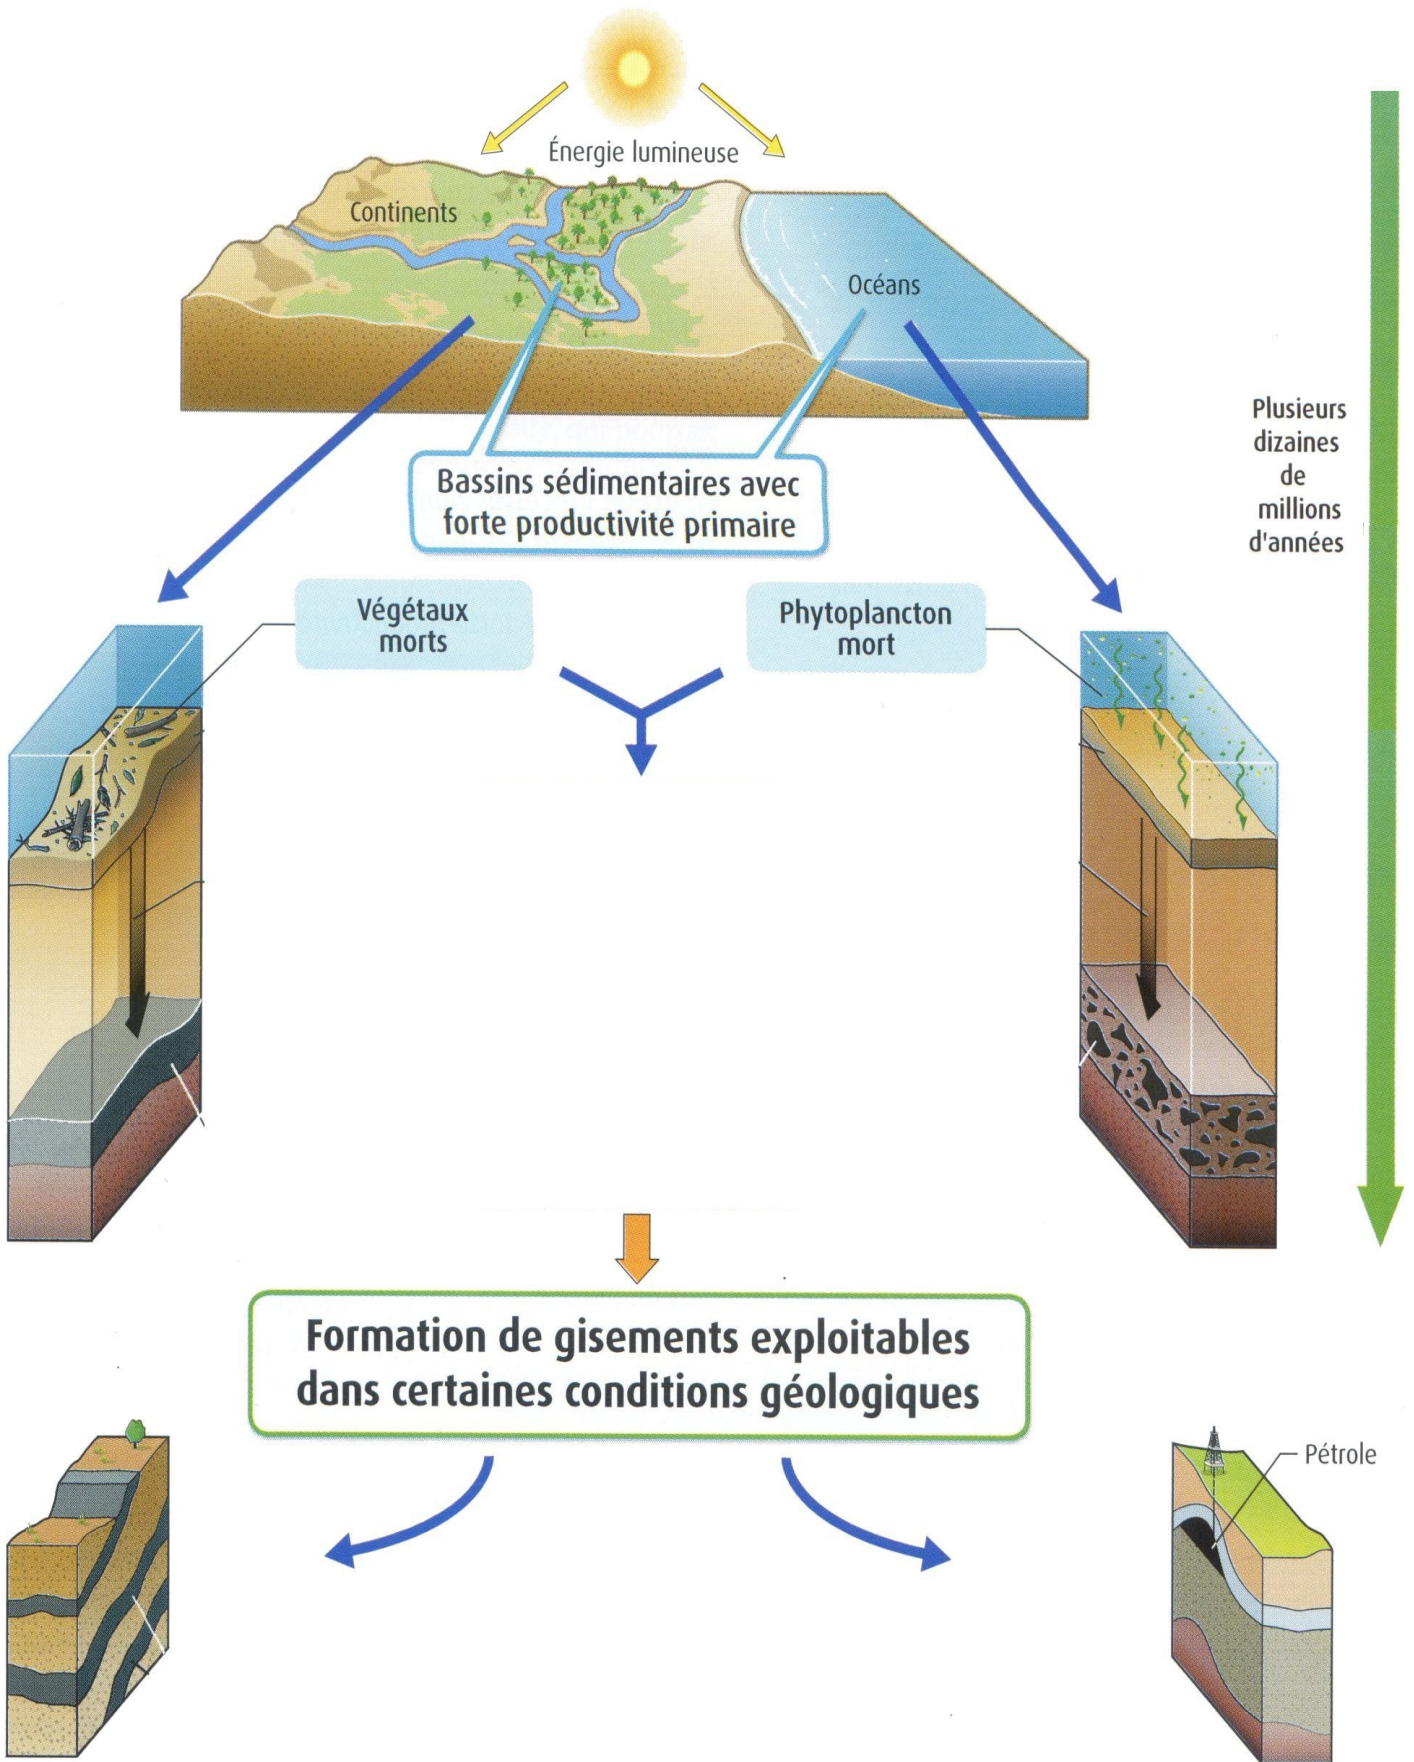 Énergie lumineuse
Continents
Océans
Plusieurs
dizaines
de
millions
d'années
Bassins sédimentaires avec
forte productivité primaire
Végétaux
morts
Phytoplancton
mort
Formation de gisements exploitables
dans certaines conditions géologiques
Pétrole